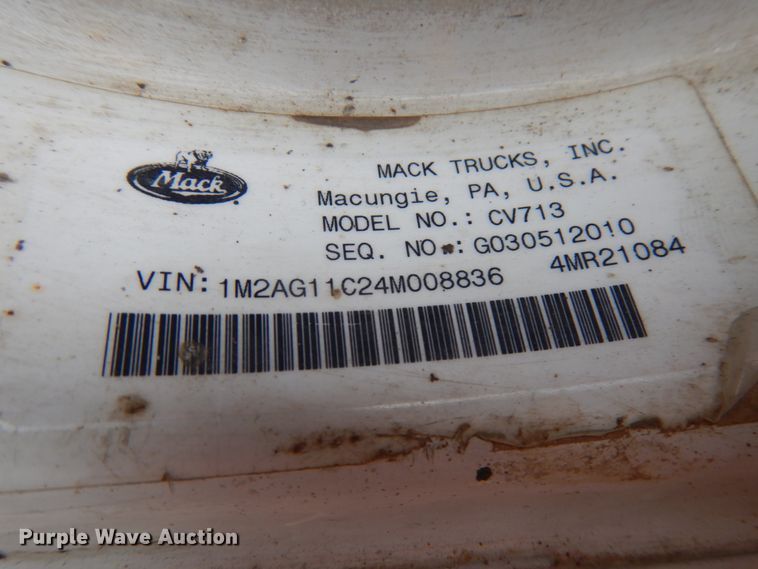 Mack
MACK TRUCKS, INC.
Macungie, PA, U.S.A.
MODEL NO.: CV713
SEQ. NO.: G030512010
4MR21084
VIN: 1M2AG11C24M008836
Purple Wave Auction